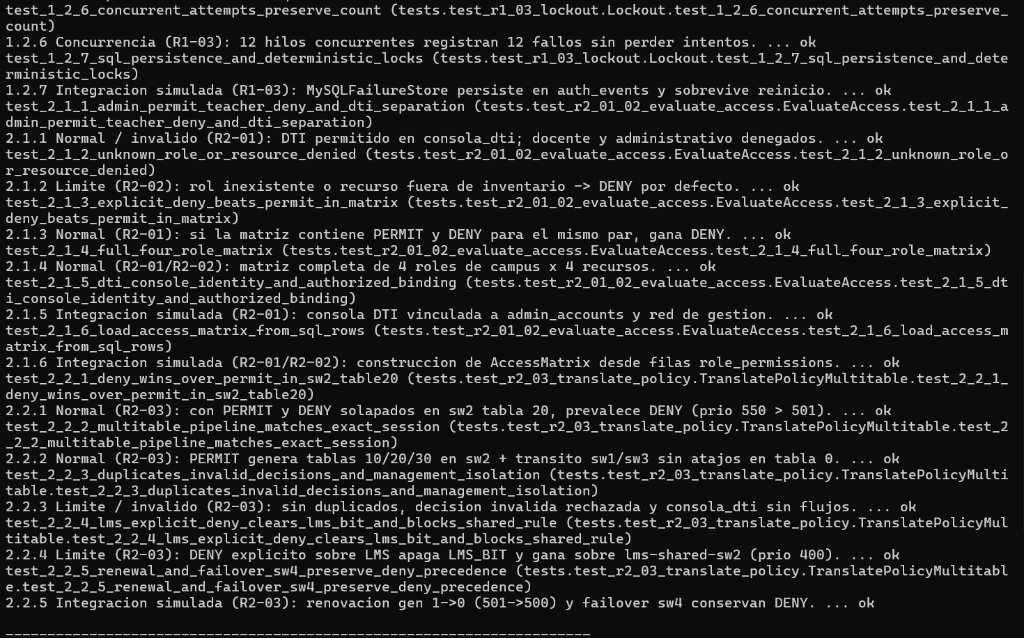 test_1_2_6_concurrent_attempts_preserve_count (tests.test_r1_03_lockout.Lockout.test_1_2_6_concurrent_attempts_preserve_
count)
1.2.6 Concurrencia (R1-03): 12 hilos concurrentes registran 12 fallos sin perder intentos. ... ok
test_1_2_7_sql_persistence_and_deterministic_locks (tests.test_r1_03_lockout.Lockout.test_1_2_7_sql_persistence_and_dete
rministic_locks)
1.2.7 Integracion simulada (R1-03): MySQLFailureStore persiste en auth_events y sobrevive reinicio. ... ok
test_2_1_1_admin_permit_teacher_deny_and_dti_separation (tests.test_r2_01_02_evaluate_access.EvaluateAccess.test_2_1_1_a
dmin_permit_teacher_deny_and_dti_separation)
2.1.1 Normal / invalido (R2-01): DTI permitido en consola_dti; docente y administrativo denegados. ... ok
test_2_1_2_unknown_role_or_resource_denied (tests.test_r2_01_02_evaluate_access.EvaluateAccess.test_2_1_2_unknown_role_o
r_resource_denied)
2.1.2 Limite (R2-02): rol inexistente o recurso fuera de inventario -> DENY por defecto. ... ok
test_2_1_3_explicit_deny_beats_permit_in_matrix (tests.test_r2_01_02_evaluate_access.EvaluateAccess.test_2_1_3_explicit_
deny_beats_permit_in_matrix)
2.1.3 Normal (R2-01): si la matriz contiene PERMIT y DENY para el mismo par, gana DENY. ... ok
test_2_1_4_full_four_role_matrix (tests.test_r2_01_02_evaluate_access.EvaluateAccess.test_2_1_4_full_four_role_matrix)
2.1.4 Normal (R2-01/R2-02): matriz completa de 4 roles de campus x 4 recursos. ... ok
test_2_1_5_dti_console_identity_and_authorized_binding (tests.test_r2_01_02_evaluate_access.EvaluateAccess.test_2_1_5_dt
i_console_identity_and_authorized_binding)
2.1.5 Integracion simulada (R2-01): consola DTI vinculada a admin_accounts y red de gestion. ... ok
test_2_1_6_load_access_matrix_from_sql_rows (tests.test_r2_01_02_evaluate_access.EvaluateAccess.test_2_1_6_load_access_m
atrix_from_sql_rows)
2.1.6 Integracion simulada (R2-01/R2-02): construccion de AccessMatrix desde filas role_permissions. ... ok
test_2_2_1_deny_wins_over_permit_in_sw2_table20 (tests.test_r2_03_translate_policy.TranslatePolicyMultitable.test_2_2_1_
deny_wins_over_permit_in_sw2_table20)
2.2.1 Normal (R2-03): con PERMIT y DENY solapados en sw2 tabla 20, prevalece DENY (prio 550 > 501). ... ok
test_2_2_2_multitable_pipeline_matches_exact_session (tests.test_r2_03_translate_policy.TranslatePolicyMultitable.test_2
_2_2_multitable_pipeline_matches_exact_session)
2.2.2 Normal (R2-03): PERMIT genera tablas 10/20/30 en sw2 + transito sw1/sw3 sin atajos en tabla 0. ... ok
test_2_2_3_duplicates_invalid_decisions_and_management_isolation (tests.test_r2_03_translate_policy.TranslatePolicyMulti
table.test_2_2_3_duplicates_invalid_decisions_and_management_isolation)
2.2.3 Limite / invalido (R2-03): sin duplicados, decision invalida rechazada y consola_dti sin flujos. ... ok
test_2_2_4_lms_explicit_deny_clears_lms_bit_and_blocks_shared_rule (tests.test_r2_03_translate_policy.TranslatePolicyMul
titable.test_2_2_4_lms_explicit_deny_clears_lms_bit_and_blocks_shared_rule)
2.2.4 Limite (R2-03): DENY explicito sobre LMS apaga LMS_BIT y gana sobre lms-shared-sw2 (prio 400). ... ok
test_2_2_5_renewal_and_failover_sw4_preserve_deny_precedence (tests.test_r2_03_translate_policy.TranslatePolicyMultitabl
e.test_2_2_5_renewal_and_failover_sw4_preserve_deny_precedence)
2.2.5 Integracion simulada (R2-03): renovacion gen 1->0 (501->500) y failover sw4 conservan DENY. ... ok
----------------------------------------------------------------------